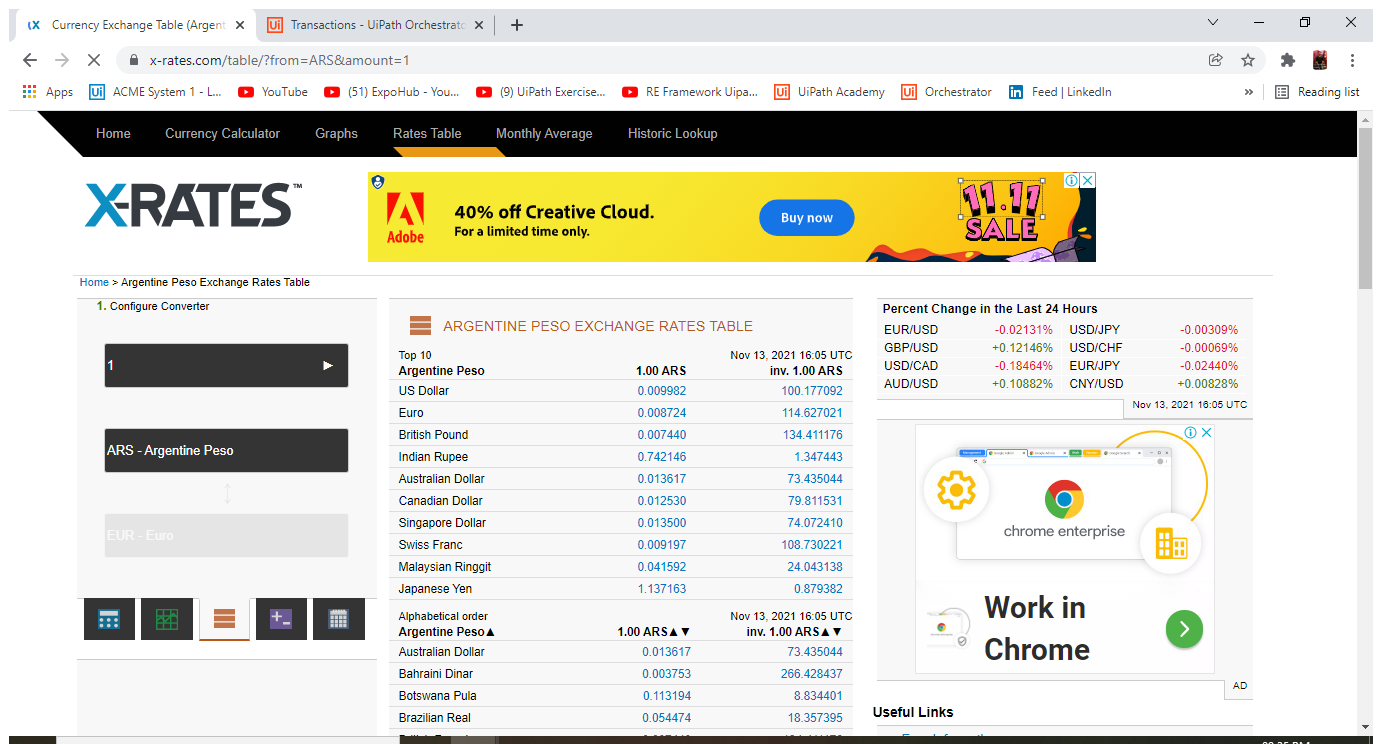 Currency Exchange Table (Argent
Transactions - UiPath Orchestrato
x-rates.com/table/?from=ARS&amount=1
Apps
ACME System 1 - L...
YouTube
(51) ExpoHub - You...
(9) UiPath Exercise...
RE Framework Uipa...
UiPath Academy
Orchestrator
Feed | LinkedIn
»
Reading list
Home Currency Calculator Graphs Rates Table Monthly Average Historic Lookup
X-RATES™
Adobe
40% off Creative Cloud.
For a limited time only.
Buy now
11.11
SALE
Home > Argentine Peso Exchange Rates Table
1. Configure Converter
1
ARS - Argentine Peso
EUR - Euro
ARGENTINE PESO EXCHANGE RATES TABLE
Top 10 Nov 13, 2021 16:05 UTC
Argentine Peso 1.00 ARS inv. 1.00 ARS
US Dollar 0.009982 100.177092
Euro 0.008724 114.627021
British Pound 0.007440 134.411176
Indian Rupee 0.742146 1.347443
Australian Dollar 0.013617 73.435044
Canadian Dollar 0.012530 79.811531
Singapore Dollar 0.013500 74.072410
Swiss Franc 0.009197 108.730221
Malaysian Ringgit 0.041592 24.043138
Japanese Yen 1.137163 0.879382
Alphabetical order Nov 13, 2021 16:05 UTC
Argentine Peso▲ 1.00 ARS▲▼ inv. 1.00 ARS▲▼
Australian Dollar 0.013617 73.435044
Bahraini Dinar 0.003753 266.428437
Botswana Pula 0.113194 8.834401
Brazilian Real 0.054474 18.357395
Percent Change in the Last 24 Hours
EUR/USD -0.02131% USD/JPY -0.00309%
GBP/USD +0.12146% USD/CHF -0.00069%
USD/CAD -0.18464% EUR/JPY -0.02440%
AUD/USD +0.10882% CNY/USD +0.00828%
Nov 13, 2021 16:05 UTC
chrome enterprise
Work in
Chrome
AD
Useful Links